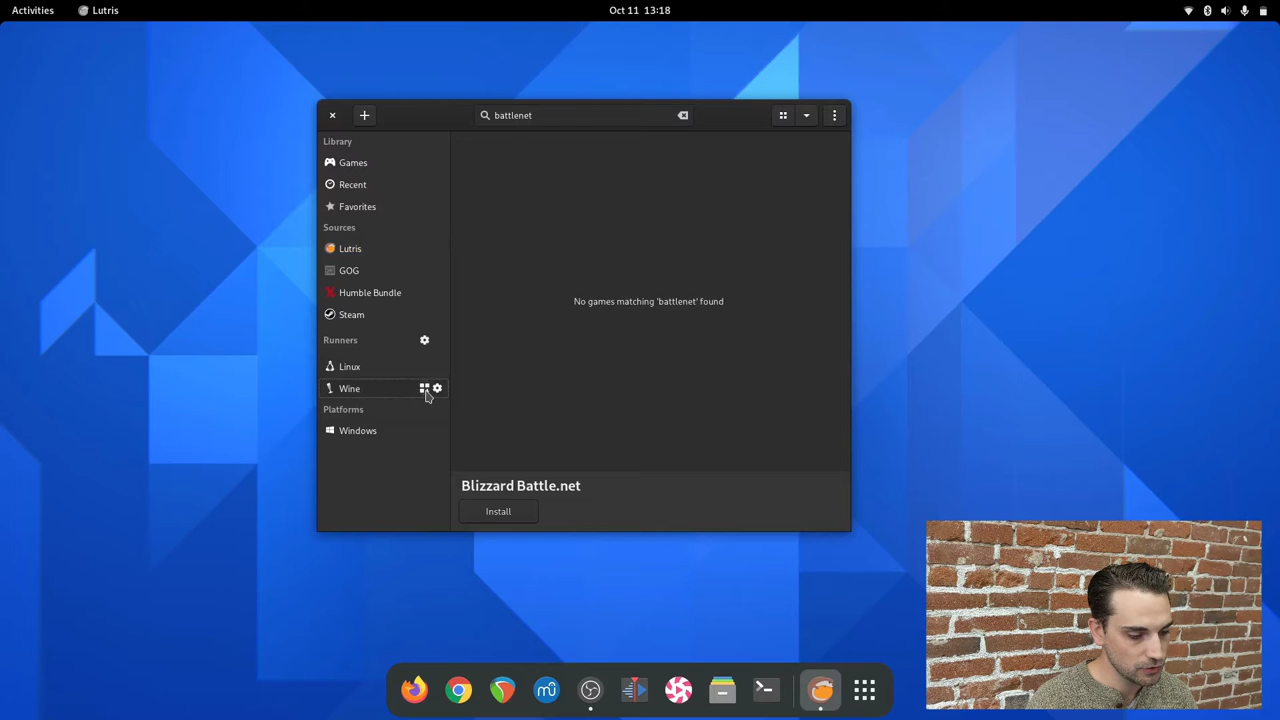 Activities
Lutris
Oct 11 13:18
battlenet
Library
Games
Recent
Favorites
Sources
Lutris
GOG
Humble Bundle
Steam
Runners
Linux
Wine
Platforms
Windows
No games matching 'battlenet' found
Blizzard Battle.net
Install